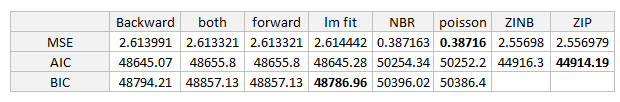 Backward both forward lm fit NBR poisson ZINB ZIP
MSE 2.613991 2.613321 2.613321 2.614442 0.387163 0.38716 2.55698 2.556979
AIC 48645.07 48655.8 48655.8 48645.28 50254.34 50252.2 44916.3 44914.19
BIC 48794.21 48857.13 48857.13 48786.96 50396.02 50386.4